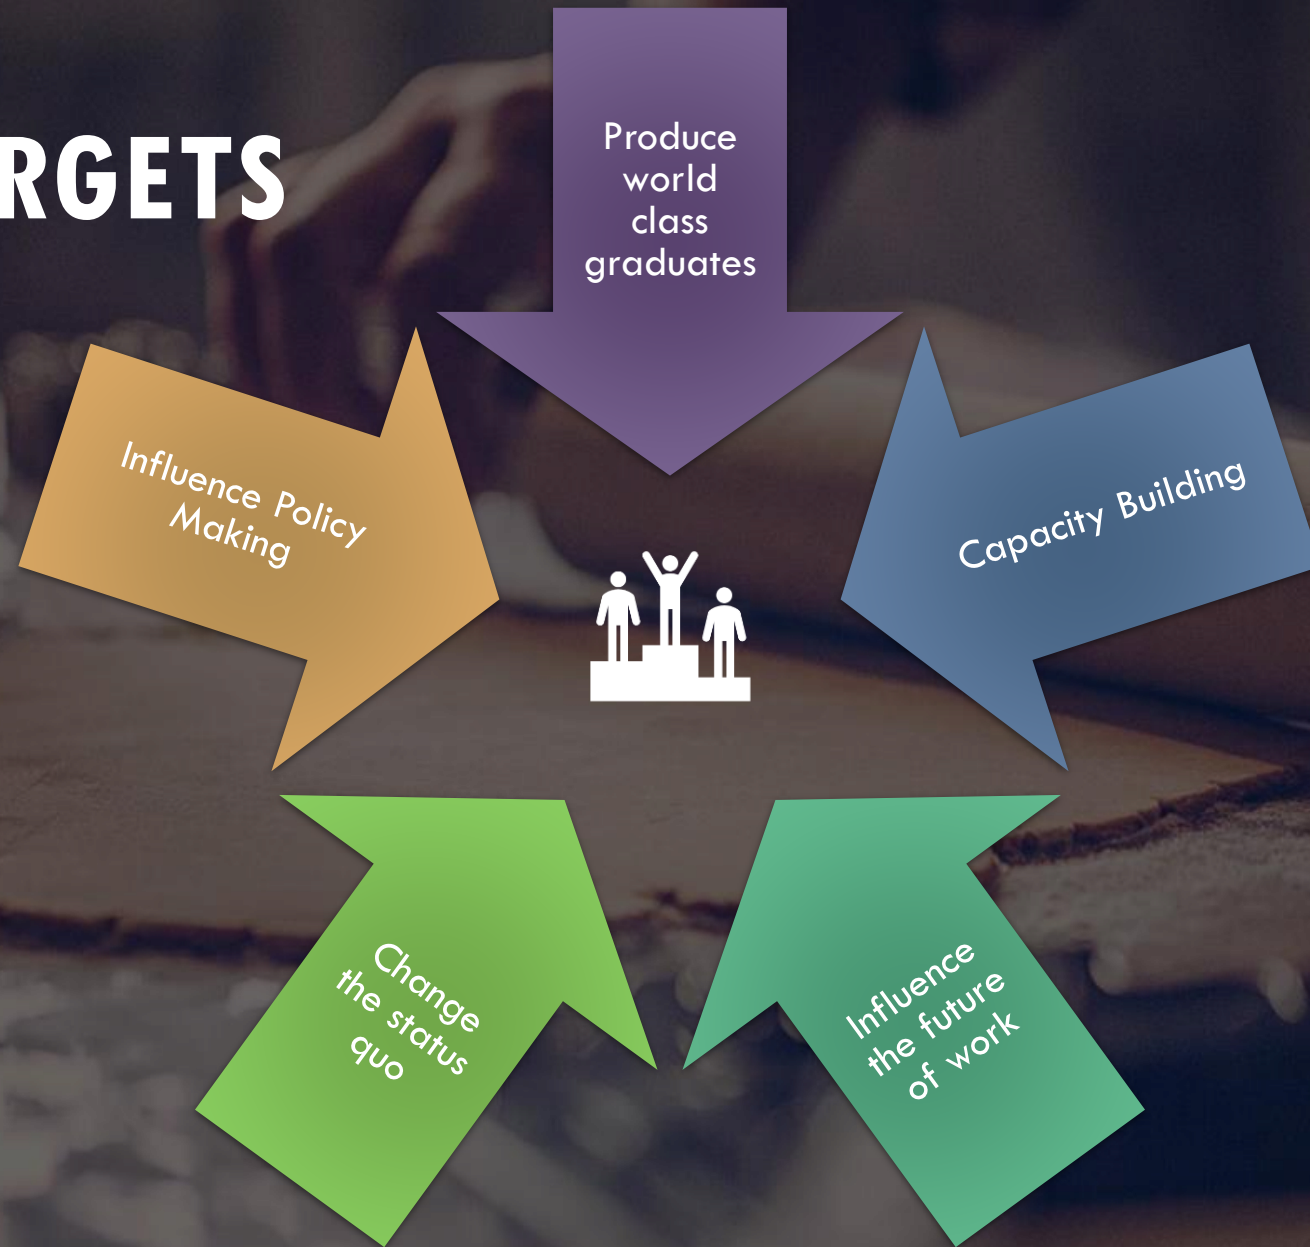 RGETS
Produce
world
class
graduates
Capacity Building
Influence
the future
of work
Change
the status
quo
Influence Policy
Making